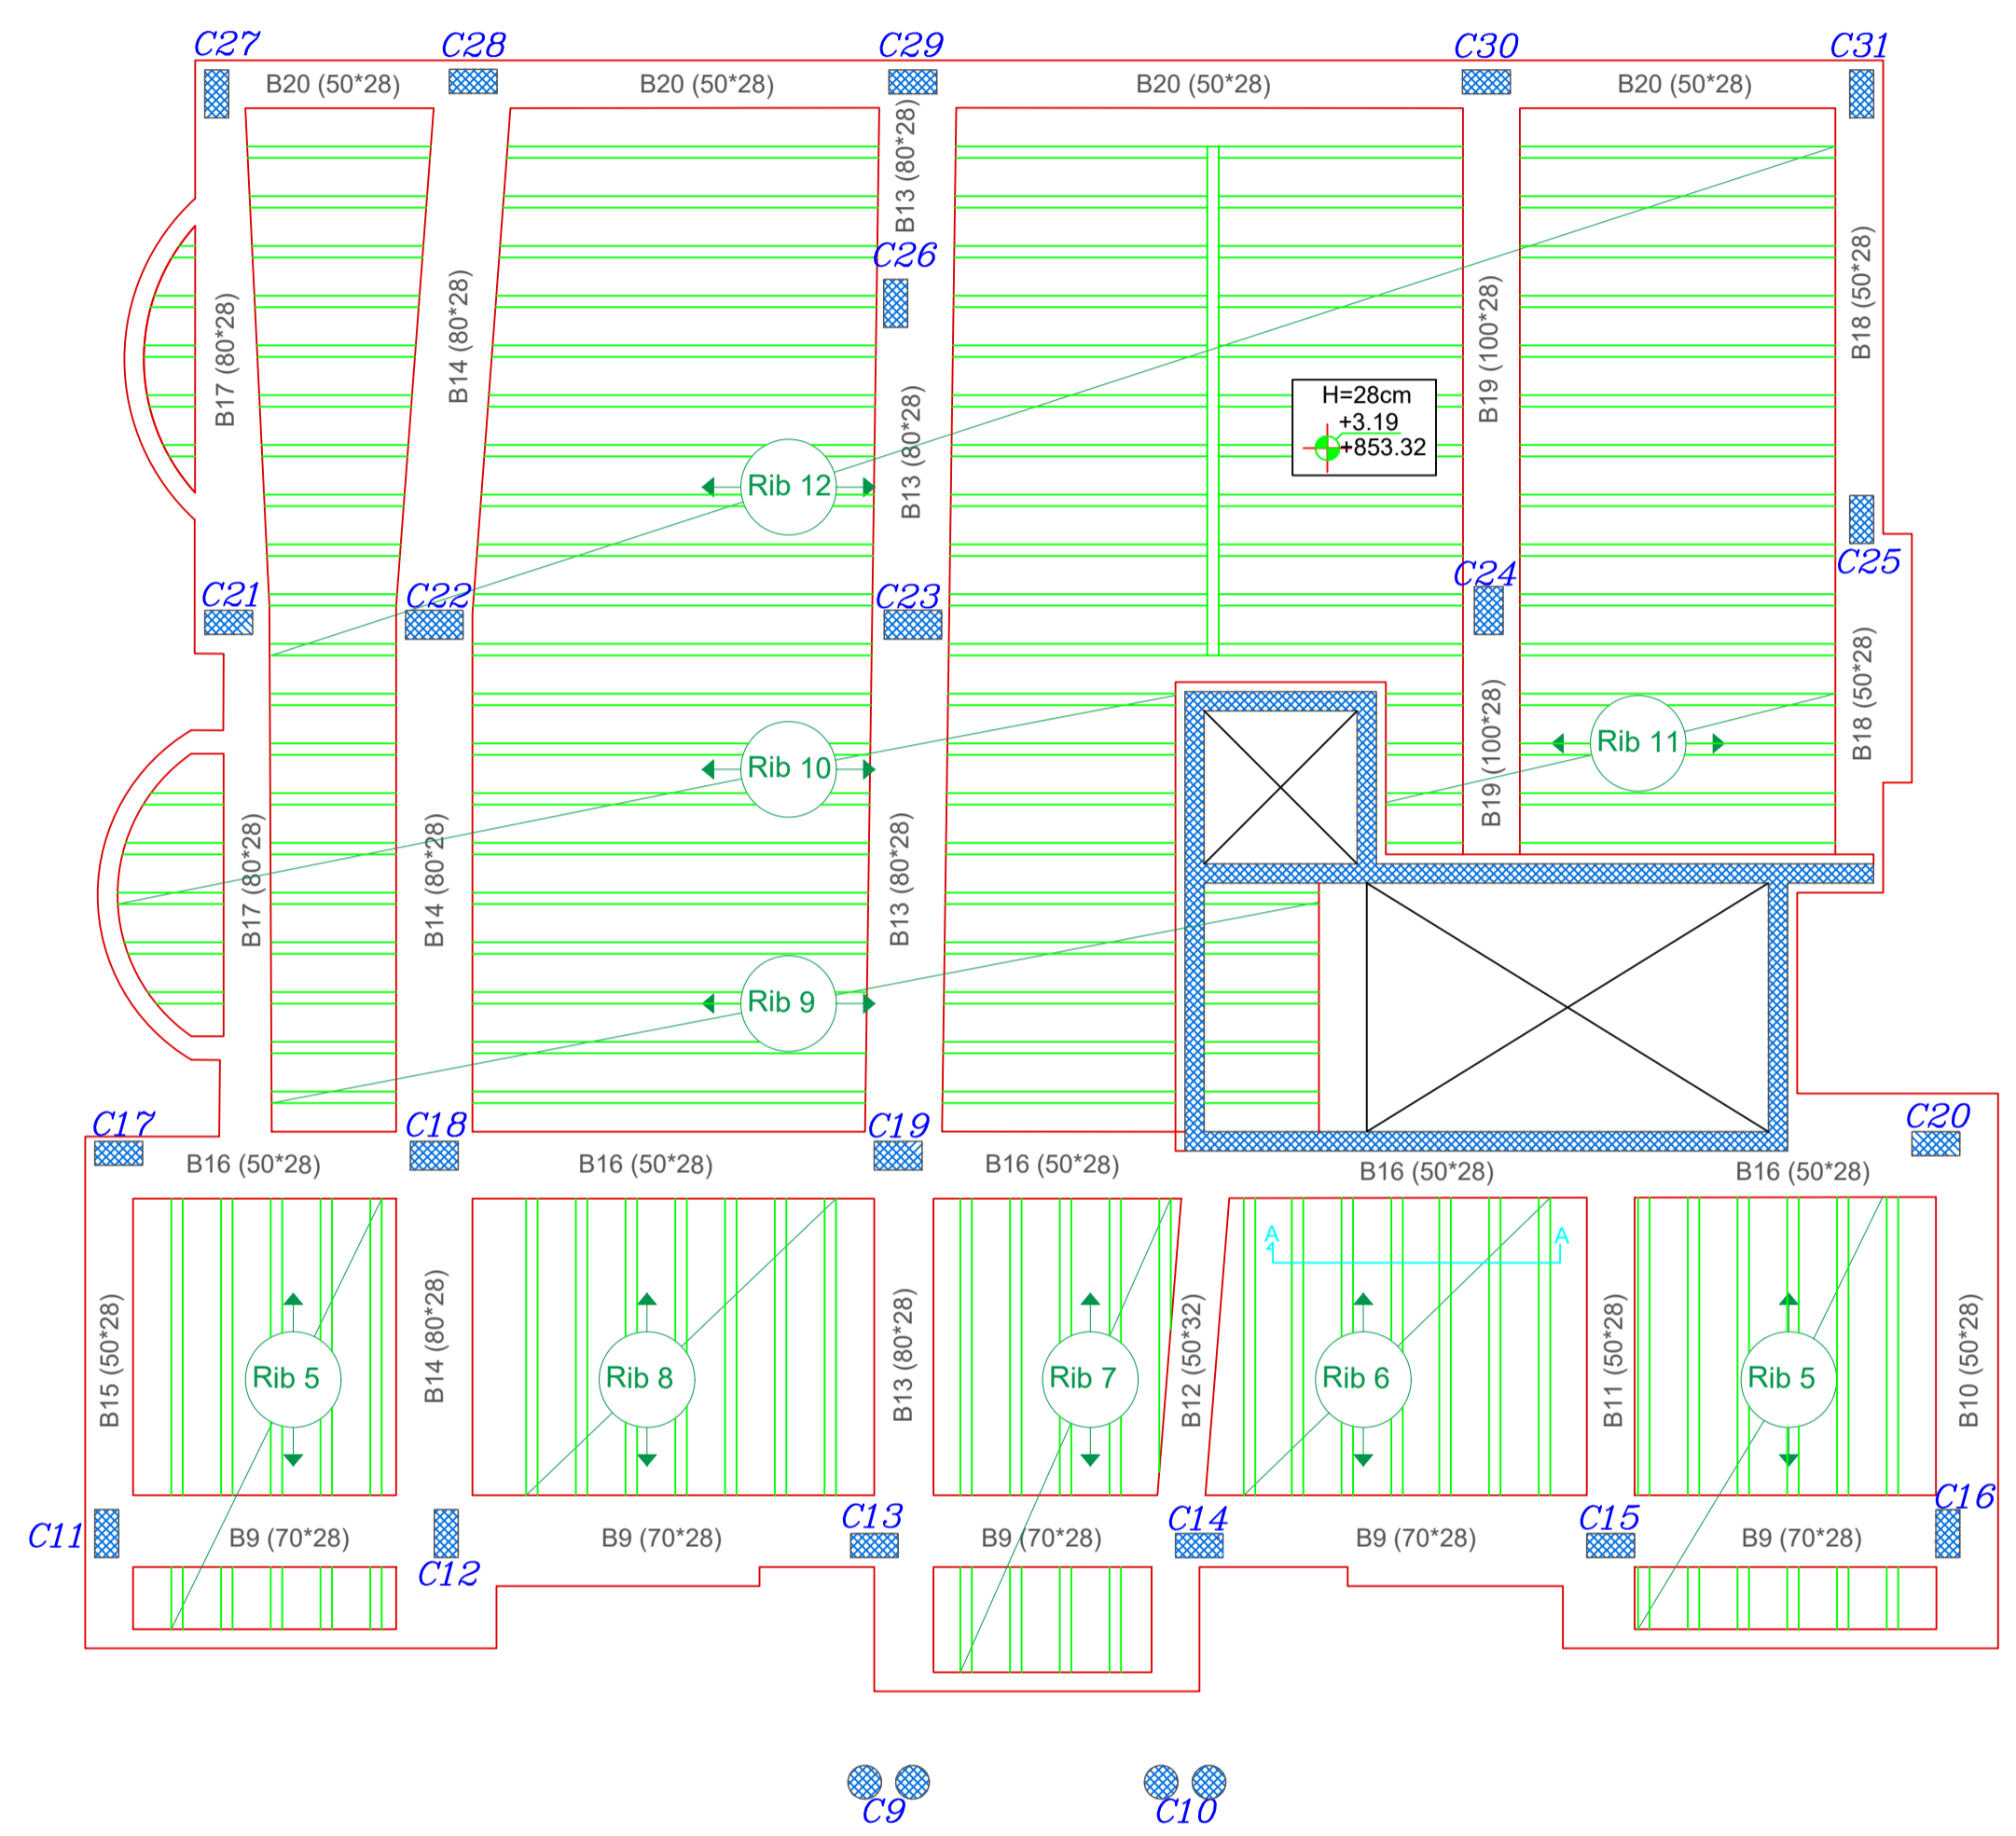 C27 C28 C29 C30 C31
B20 (50*28) B20 (50*28) B20 (50*28) B20 (50*28)
B13 (80*28)
C26
B17 (80*28) B14 (80*28) B19 (100*28) B18 (50*28)
H=28cm
+3.19
+853.32
B13 (80*28)
Rib 12
C25
C24
C21 C22 C23
B18 (50*28)
B19 (100*28)
Rib 11
Rib 10
B17 (80*28) B14 (80*28) B13 (80*28)
Rib 9
C17 C18 C19 C20
B16 (50*28) B16 (50*28) B16 (50*28) B16 (50*28) B16 (50*28)
A A
B15 (50*28) B14 (80*28) B13 (80*28) B12 (50*32) B11 (50*28) B10 (50*28)
Rib 5 Rib 8 Rib 7 Rib 6 Rib 5
C11 C12 C13 C14 C15 C16
B9 (70*28) B9 (70*28) B9 (70*28) B9 (70*28) B9 (70*28)
C9 C10